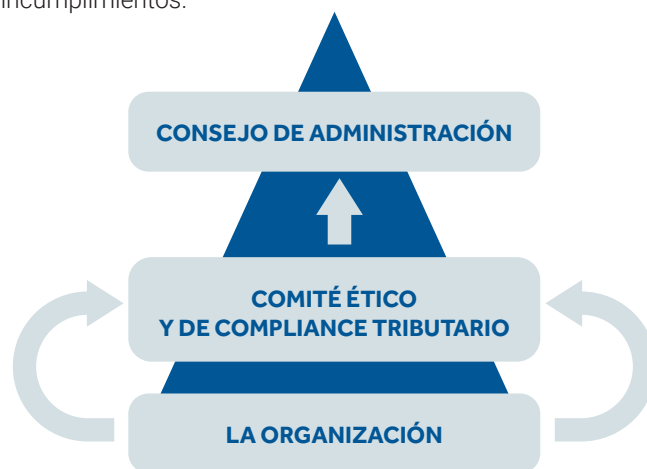 incumplimientos.
CONSEJO DE ADMINISTRACIÓN
COMITÉ ÉTICO
Y DE COMPLIANCE TRIBUTARIO
LA ORGANIZACIÓN